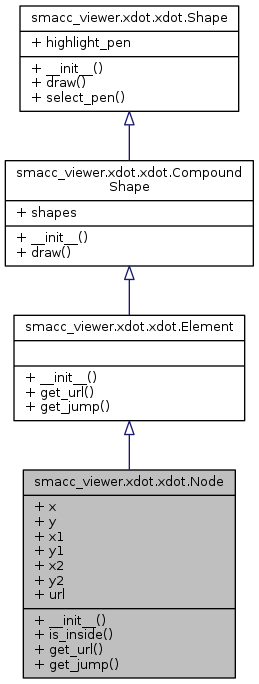 smacc_viewer.xdot.xdot.Shape
+ highlight_pen
+ __init__()
+ draw()
+ select_pen()
smacc_viewer.xdot.xdot.Compound
Shape
+ shapes
+ __init__()
+ draw()
smacc_viewer.xdot.xdot.Element
+ __init__()
+ get_url()
+ get_jump()
smacc_viewer.xdot.xdot.Node
+ x
+ y
+ x1
+ y1
+ x2
+ y2
+ url
+ __init__()
+ is_inside()
+ get_url()
+ get_jump()